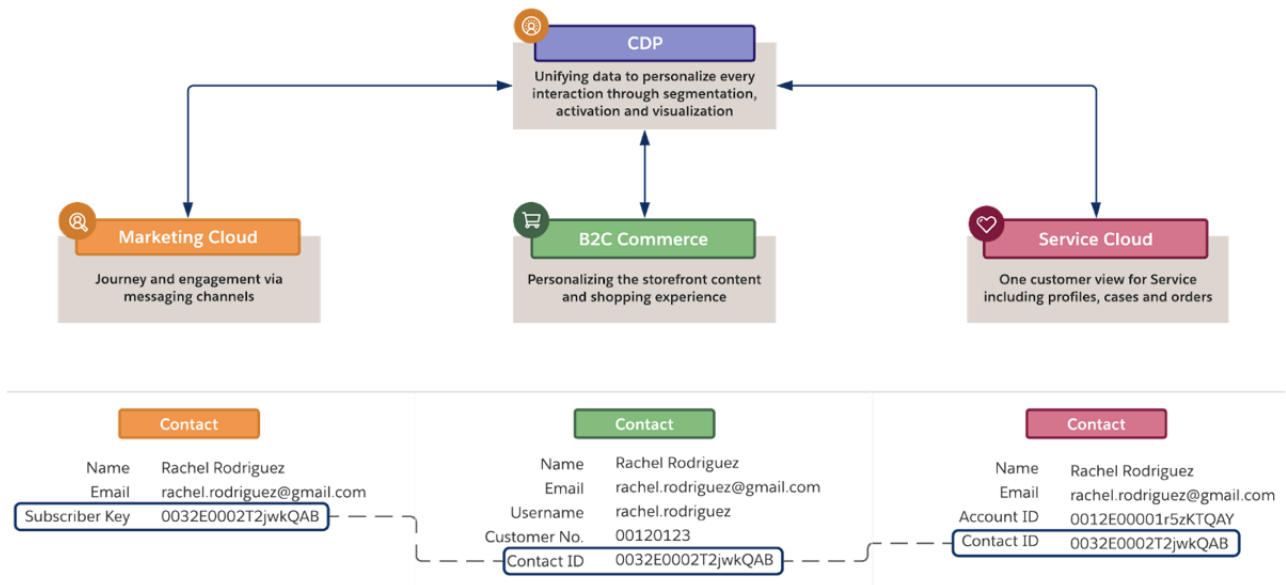 CDP
Unifying data to personalize every
interaction through segmentation,
activation and visualization
Marketing Cloud
Journey and engagement via
messaging channels
B2C Commerce
Personalizing the storefront content
and shopping experience
Service Cloud
One customer view for Service
including profiles, cases and orders
Contact
Name Rachel Rodriguez
Email rachel.rodriguez@gmail.com
Subscriber Key 0032E0002T2jwkQAB
Contact
Name Rachel Rodriguez
Email rachel.rodriguez@gmail.com
Username rachel.rodriguez
Customer No. 00120123
Contact ID 0032E0002T2jwkQAB
Contact
Name Rachel Rodriguez
Email rachel.rodriguez@gmail.com
Account ID 0012E00001r5zKTQAY
Contact ID 0032E0002T2jwkQAB